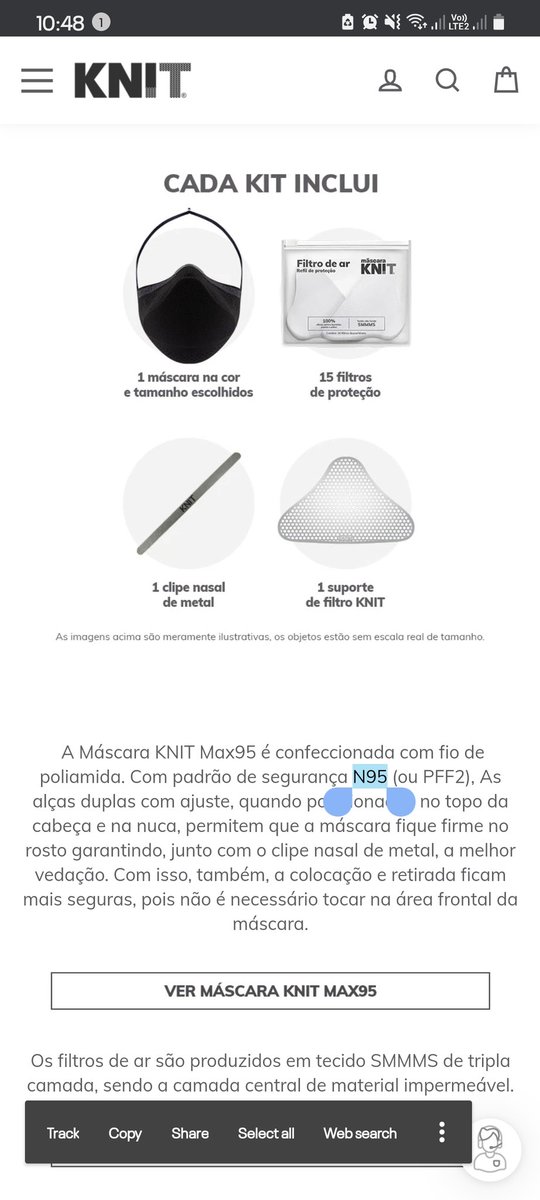 10:48 1
Vo))
LTE2
KNIT
CADA KIT INCLUI
Filtro de ar
Refil de proteção
máscara
KNIT
100%
SMMMS
1 máscara na cor
e tamanho escolhidos
15 filtros
de proteção
KNIT
1 clipe nasal
de metal
1 suporte
de filtro KNIT
As imagens acima são meramente ilustrativas, os objetos estão sem escala real de tamanho.
A Máscara KNIT Max95 é confeccionada com fio de
poliamida. Com padrão de segurança N95 (ou PFF2), As
alças duplas com ajuste, quando no topo da
cabeça e na nuca, permitem que a máscara fique firme no
rosto garantindo, junto com o clipe nasal de metal, a melhor
vedação. Com isso, também, a colocação e retirada ficam
mais seguras, pois não é necessário tocar na área frontal da
máscara.
VER MÁSCARA KNIT MAX95
Os filtros de ar são produzidos em tecido SMMMS de tripla
camada, sendo a camada central de material impermeável.
Track Copy Share Select all Web search